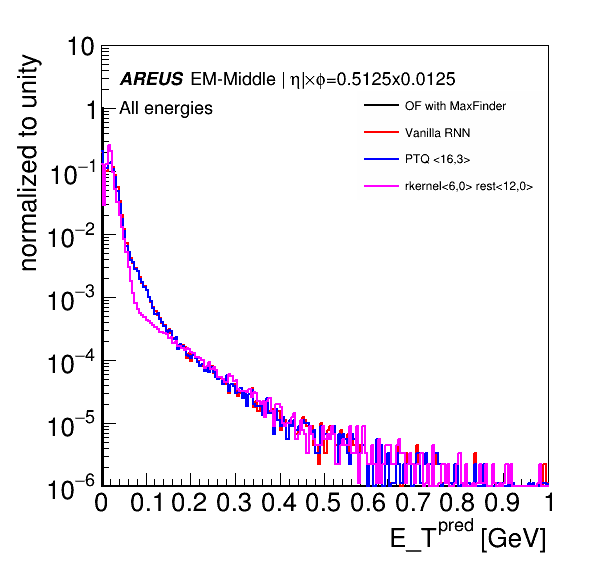 10
AREUS EM-Middle | η|×ϕ=0.5125x0.0125
1
All energies
OF with MaxFinder
Vanilla RNN
PTQ <16,3>
rkernel<6,0> rest<12,0>
normalized to unity
10⁻¹
10⁻²
10⁻³
10⁻⁴
10⁻⁵
10⁻⁶
0 0.1 0.2 0.3 0.4 0.5 0.6 0.7 0.8 0.9 1
E_T^pred [GeV]